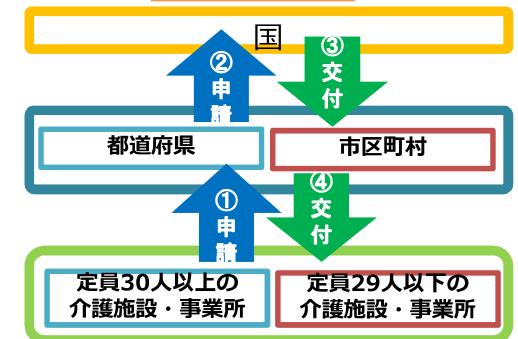 国
②申請
③交付
都道府県
市区町村
①申請
④交付
定員30人以上の
介護施設・事業所
定員29人以下の
介護施設・事業所